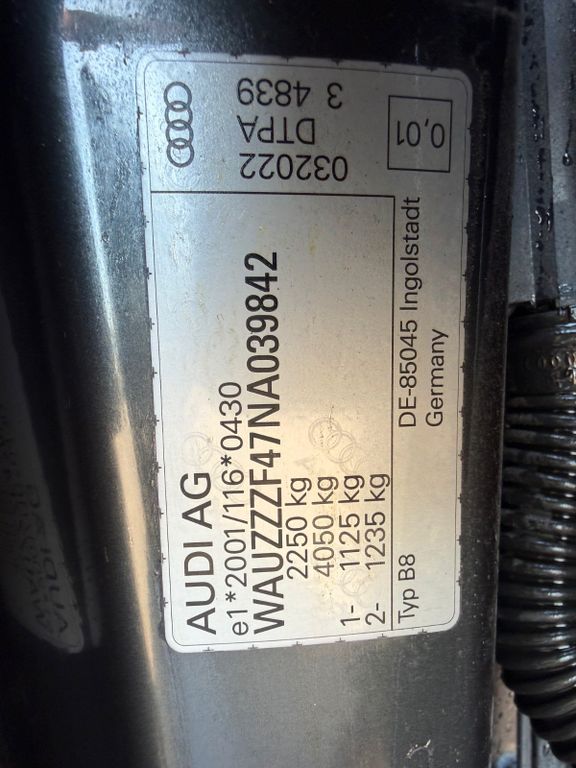 AUDI AG
e1*2001/116*0430
WAUZZZF47NA039842
2250 kg
4050 kg
1- 1125 kg
2- 1235 kg
Typ B8
032022
DTPA
3 4839
0,01
DE-85045 Ingolstadt
Germany